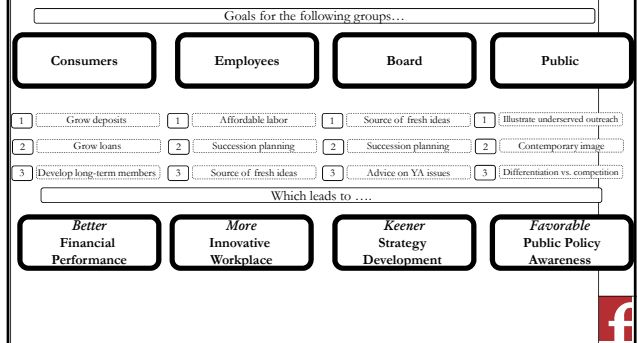 Goals for the following groups…
Consumers
Employees
Board
Public
1 Grow deposits
1 Affordable labor
1 Source of fresh ideas
1 Illustrate underserved outreach
2 Grow loans
2 Succession planning
2 Succession planning
2 Contemporary image
3 Develop long-term members
3 Source of fresh ideas
3 Advice on YA issues
3 Differentiation vs. competition
Which leads to ….
Better
Financial
Performance
More
Innovative
Workplace
Keener
Strategy
Development
Favorable
Public Policy
Awareness
f